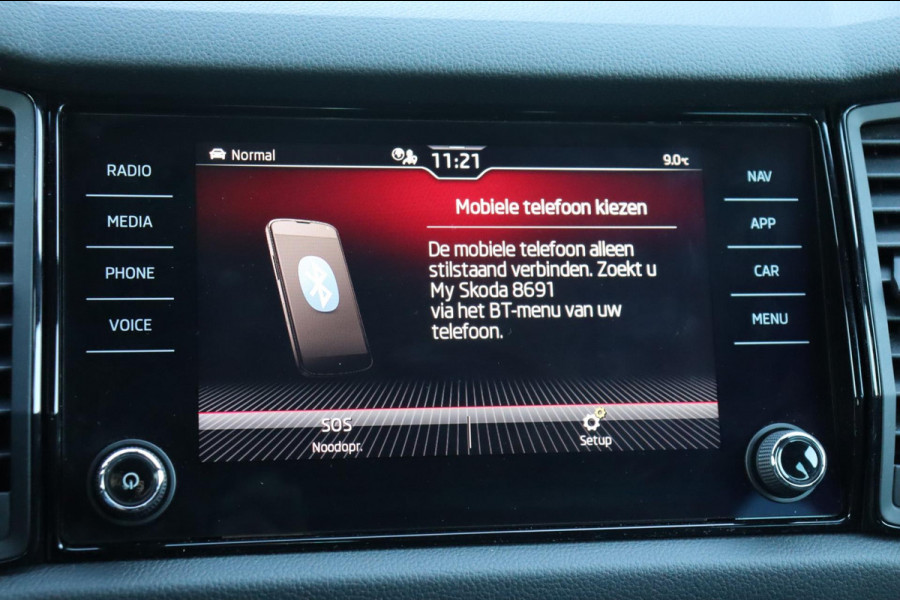 Normal
11:21
9.0℃
RADIO
MEDIA
PHONE
VOICE
Mobiele telefoon kiezen
De mobiele telefoon alleen
stilstaand verbinden. Zoekt u
My Skoda 8691
via het BT-menu van uw
telefoon.
NAV
APP
CAR
MENU
SOS
Noodopr.
Setup